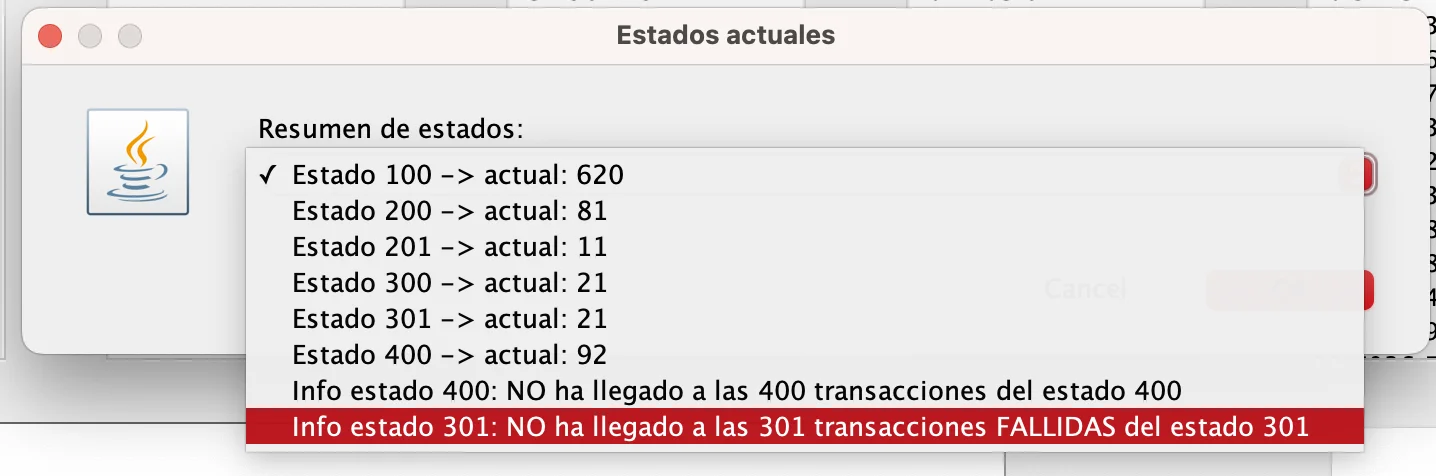 Estados actuales
Resumen de estados:
✓ Estado 100 -> actual: 620
Estado 200 -> actual: 81
Estado 201 -> actual: 11
Estado 300 -> actual: 21
Estado 301 -> actual: 21
Estado 400 -> actual: 92
Info estado 400: NO ha llegado a las 400 transacciones del estado 400
Info estado 301: NO ha llegado a las 301 transacciones FALLIDAS del estado 301
Cancel